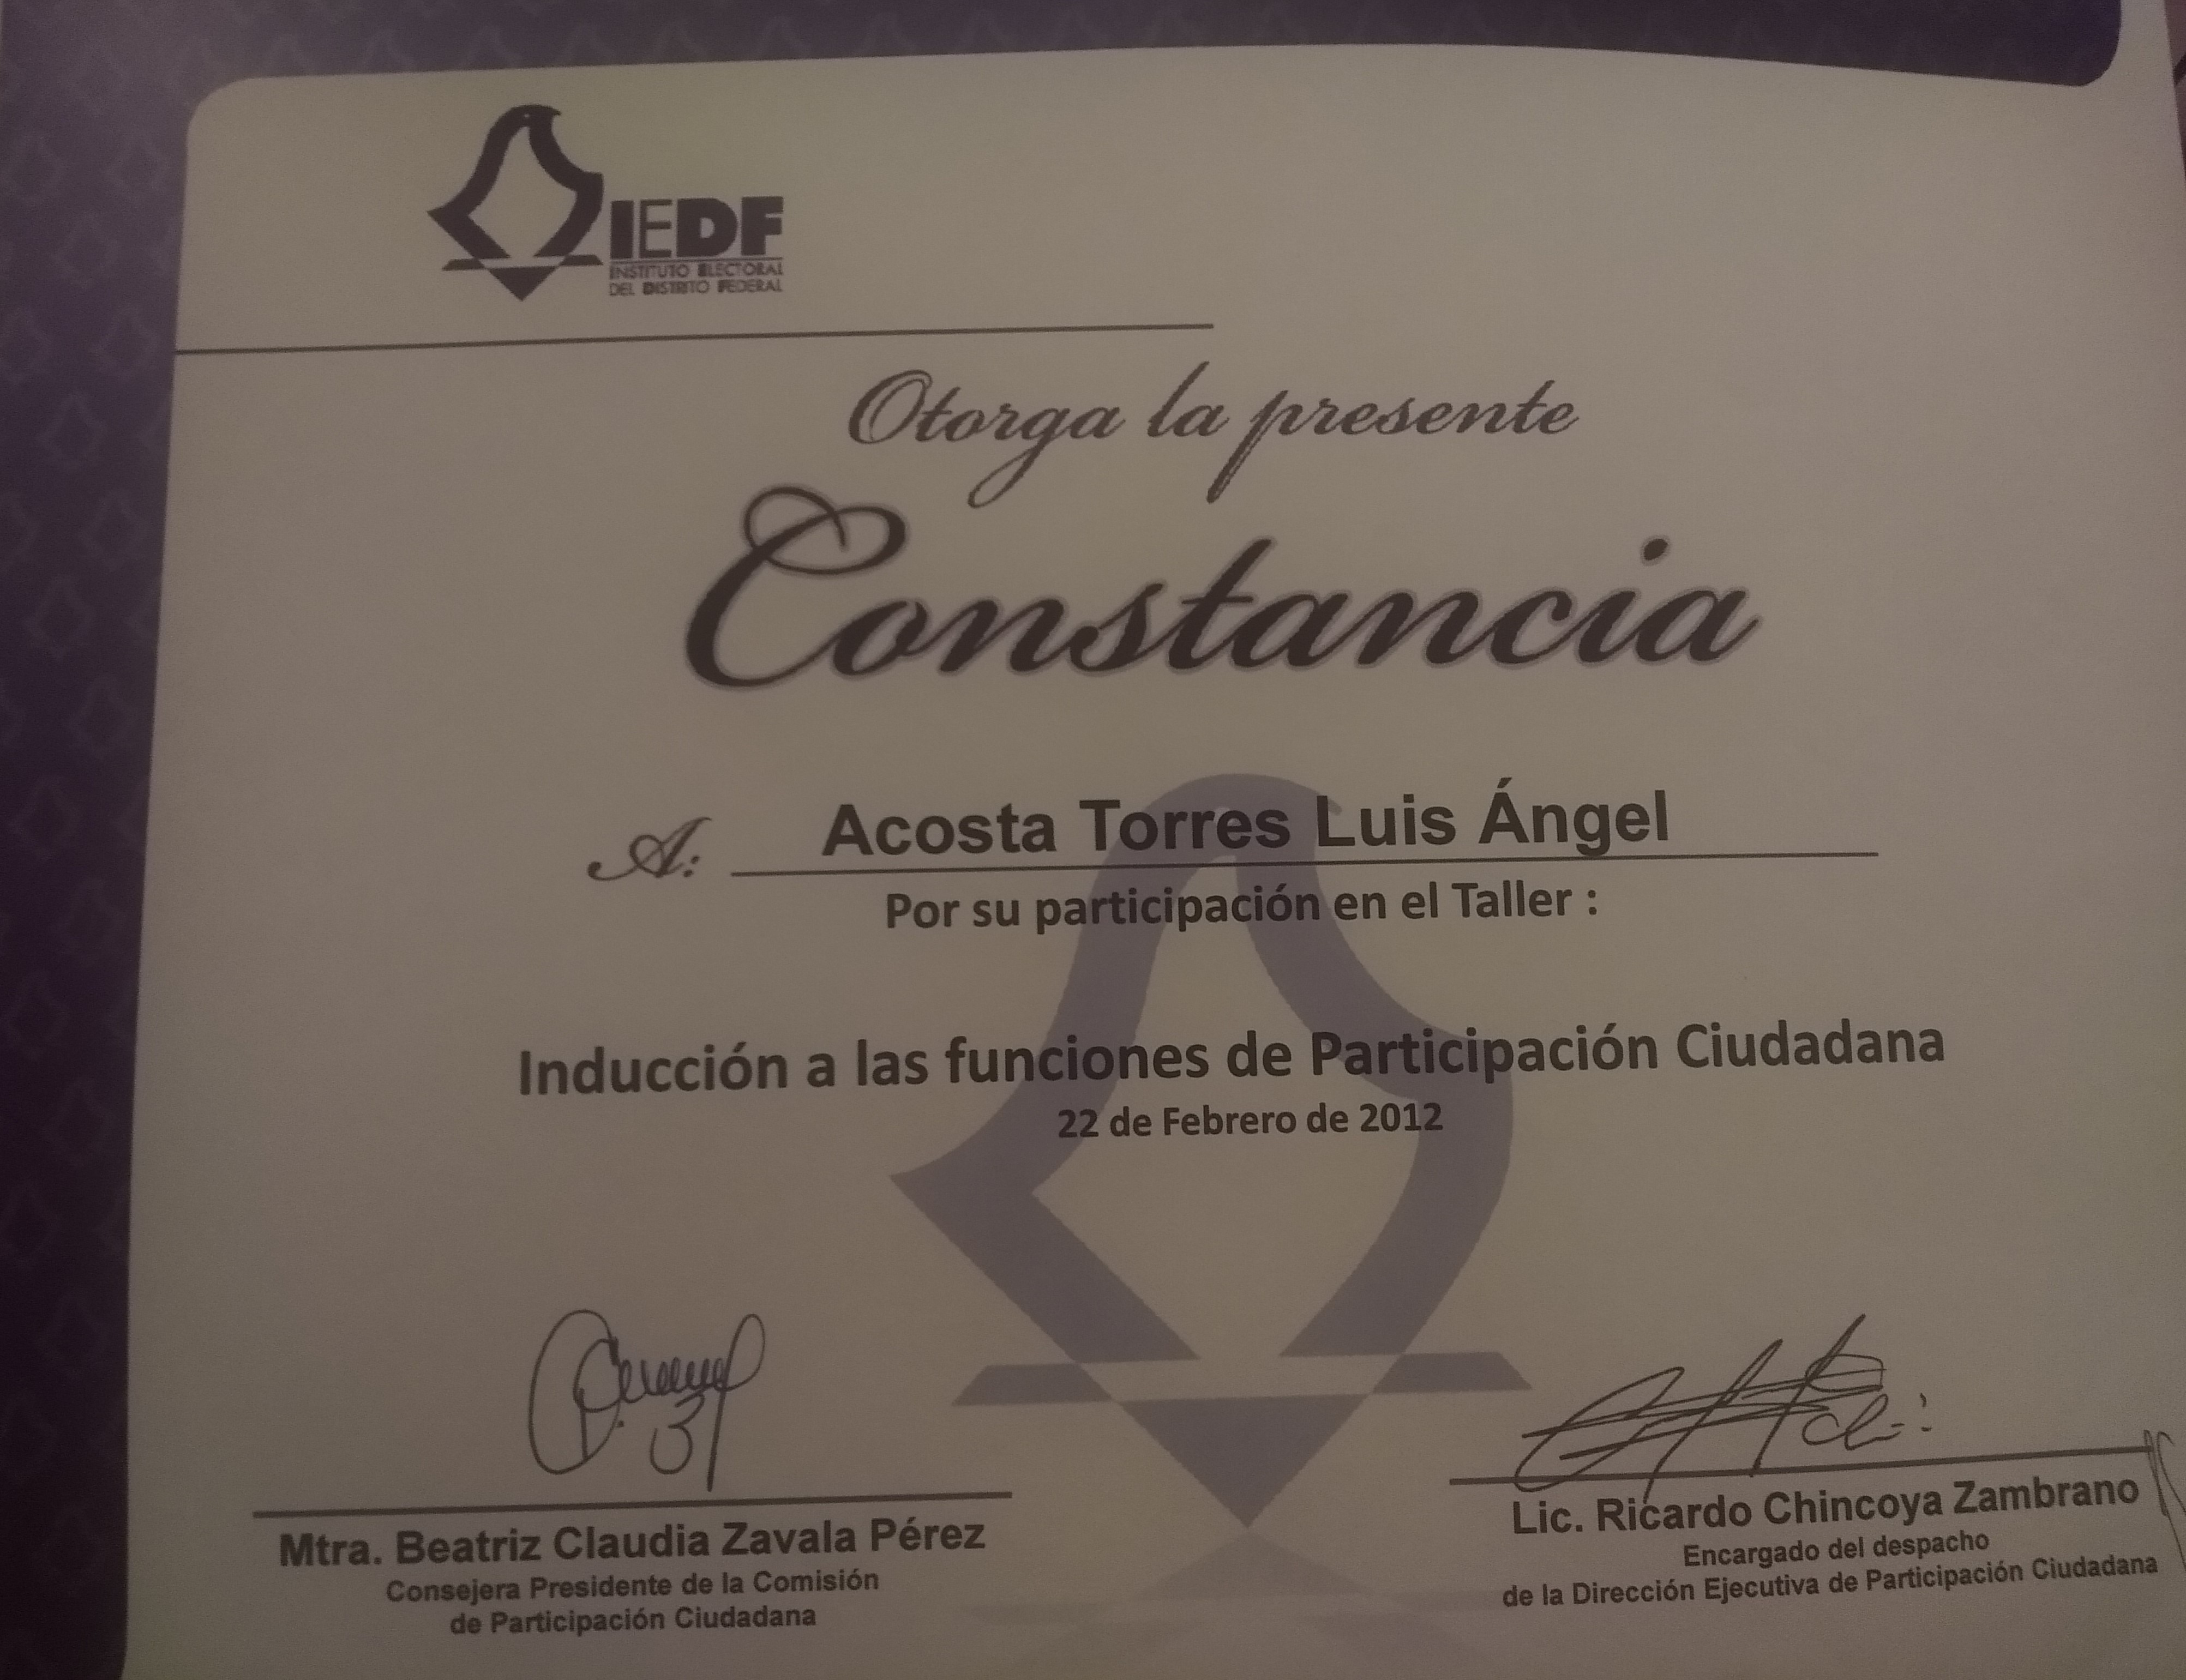 IEDF
INSTITUTO ELECTORAL
DEL DISTRITO FEDERAL
Otorga la presente
Constancia
A: Acosta Torres Luis Ángel
Por su participación en el Taller :
Inducción a las funciones de Participación Ciudadana
22 de Febrero de 2012
Mtra. Beatriz Claudia Zavala Pérez
Consejera Presidente de la Comisión
de Participación Ciudadana
Lic. Ricardo Chincoya Zambrano
Encargado del despacho
de la Dirección Ejecutiva de Participación Ciudadana